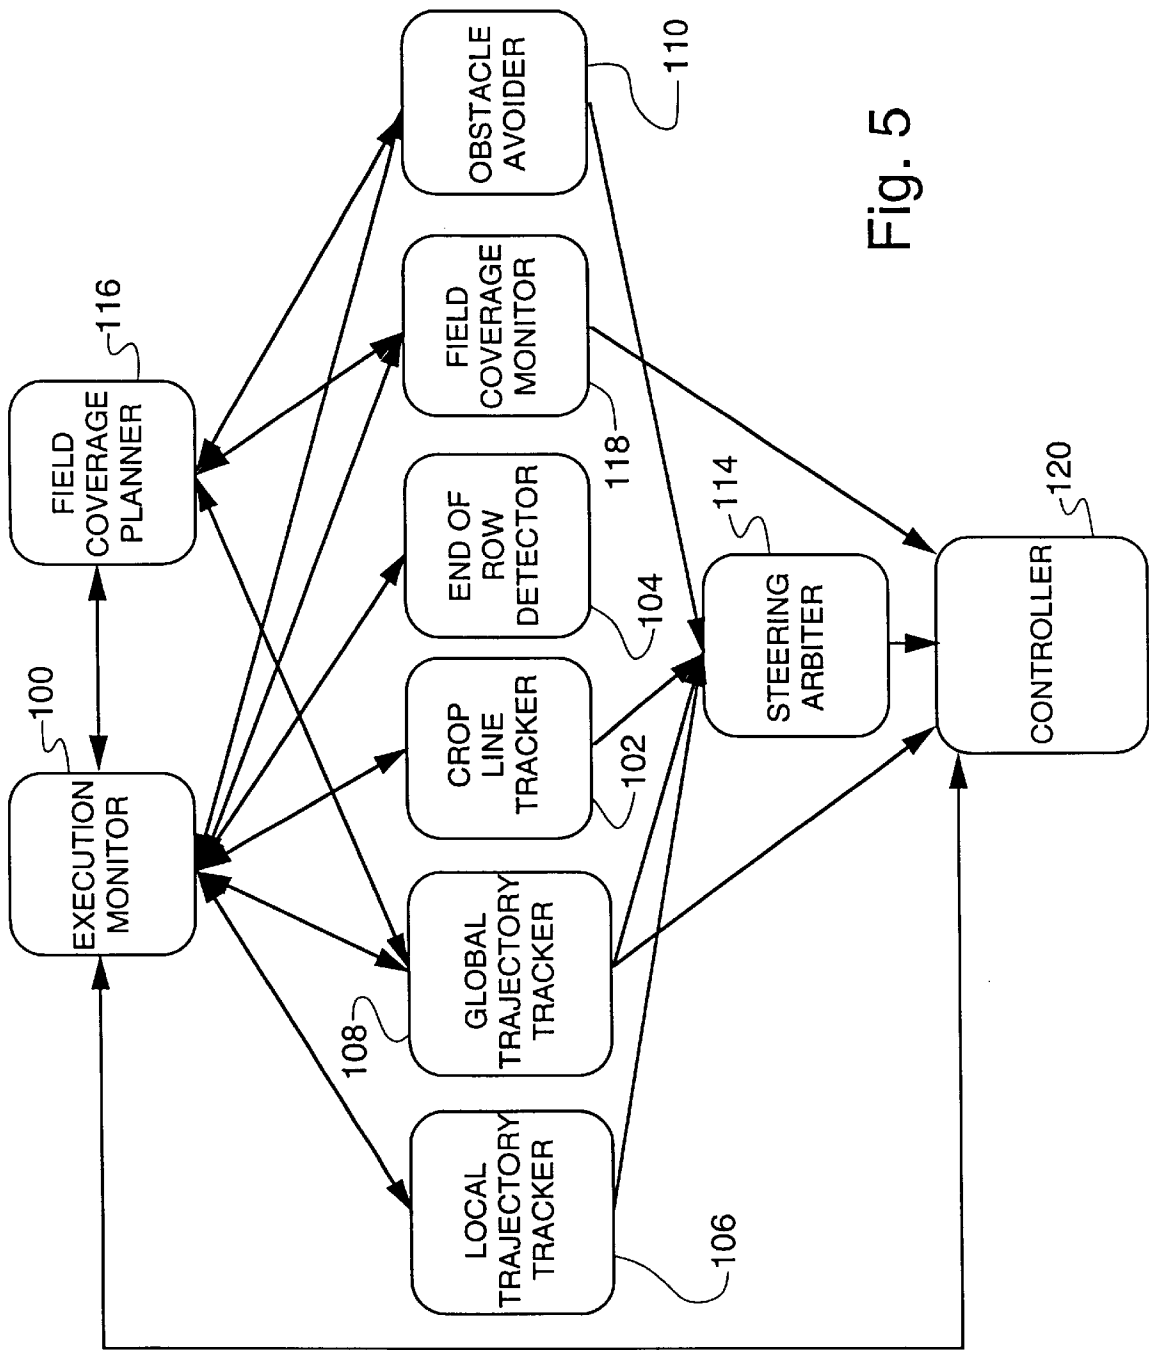 100
EXECUTION
MONITOR
116
FIELD
COVERAGE
PLANNER
108
LOCAL
TRAJECTORY
TRACKER
106
GLOBAL
TRAJECTORY
TRACKER
CROP
LINE
TRACKER
102
END OF
ROW
DETECTOR
104
FIELD
COVERAGE
MONITOR
118
OBSTACLE
AVOIDER
110
STEERING
ARBITER
114
CONTROLLER
120
Fig. 5